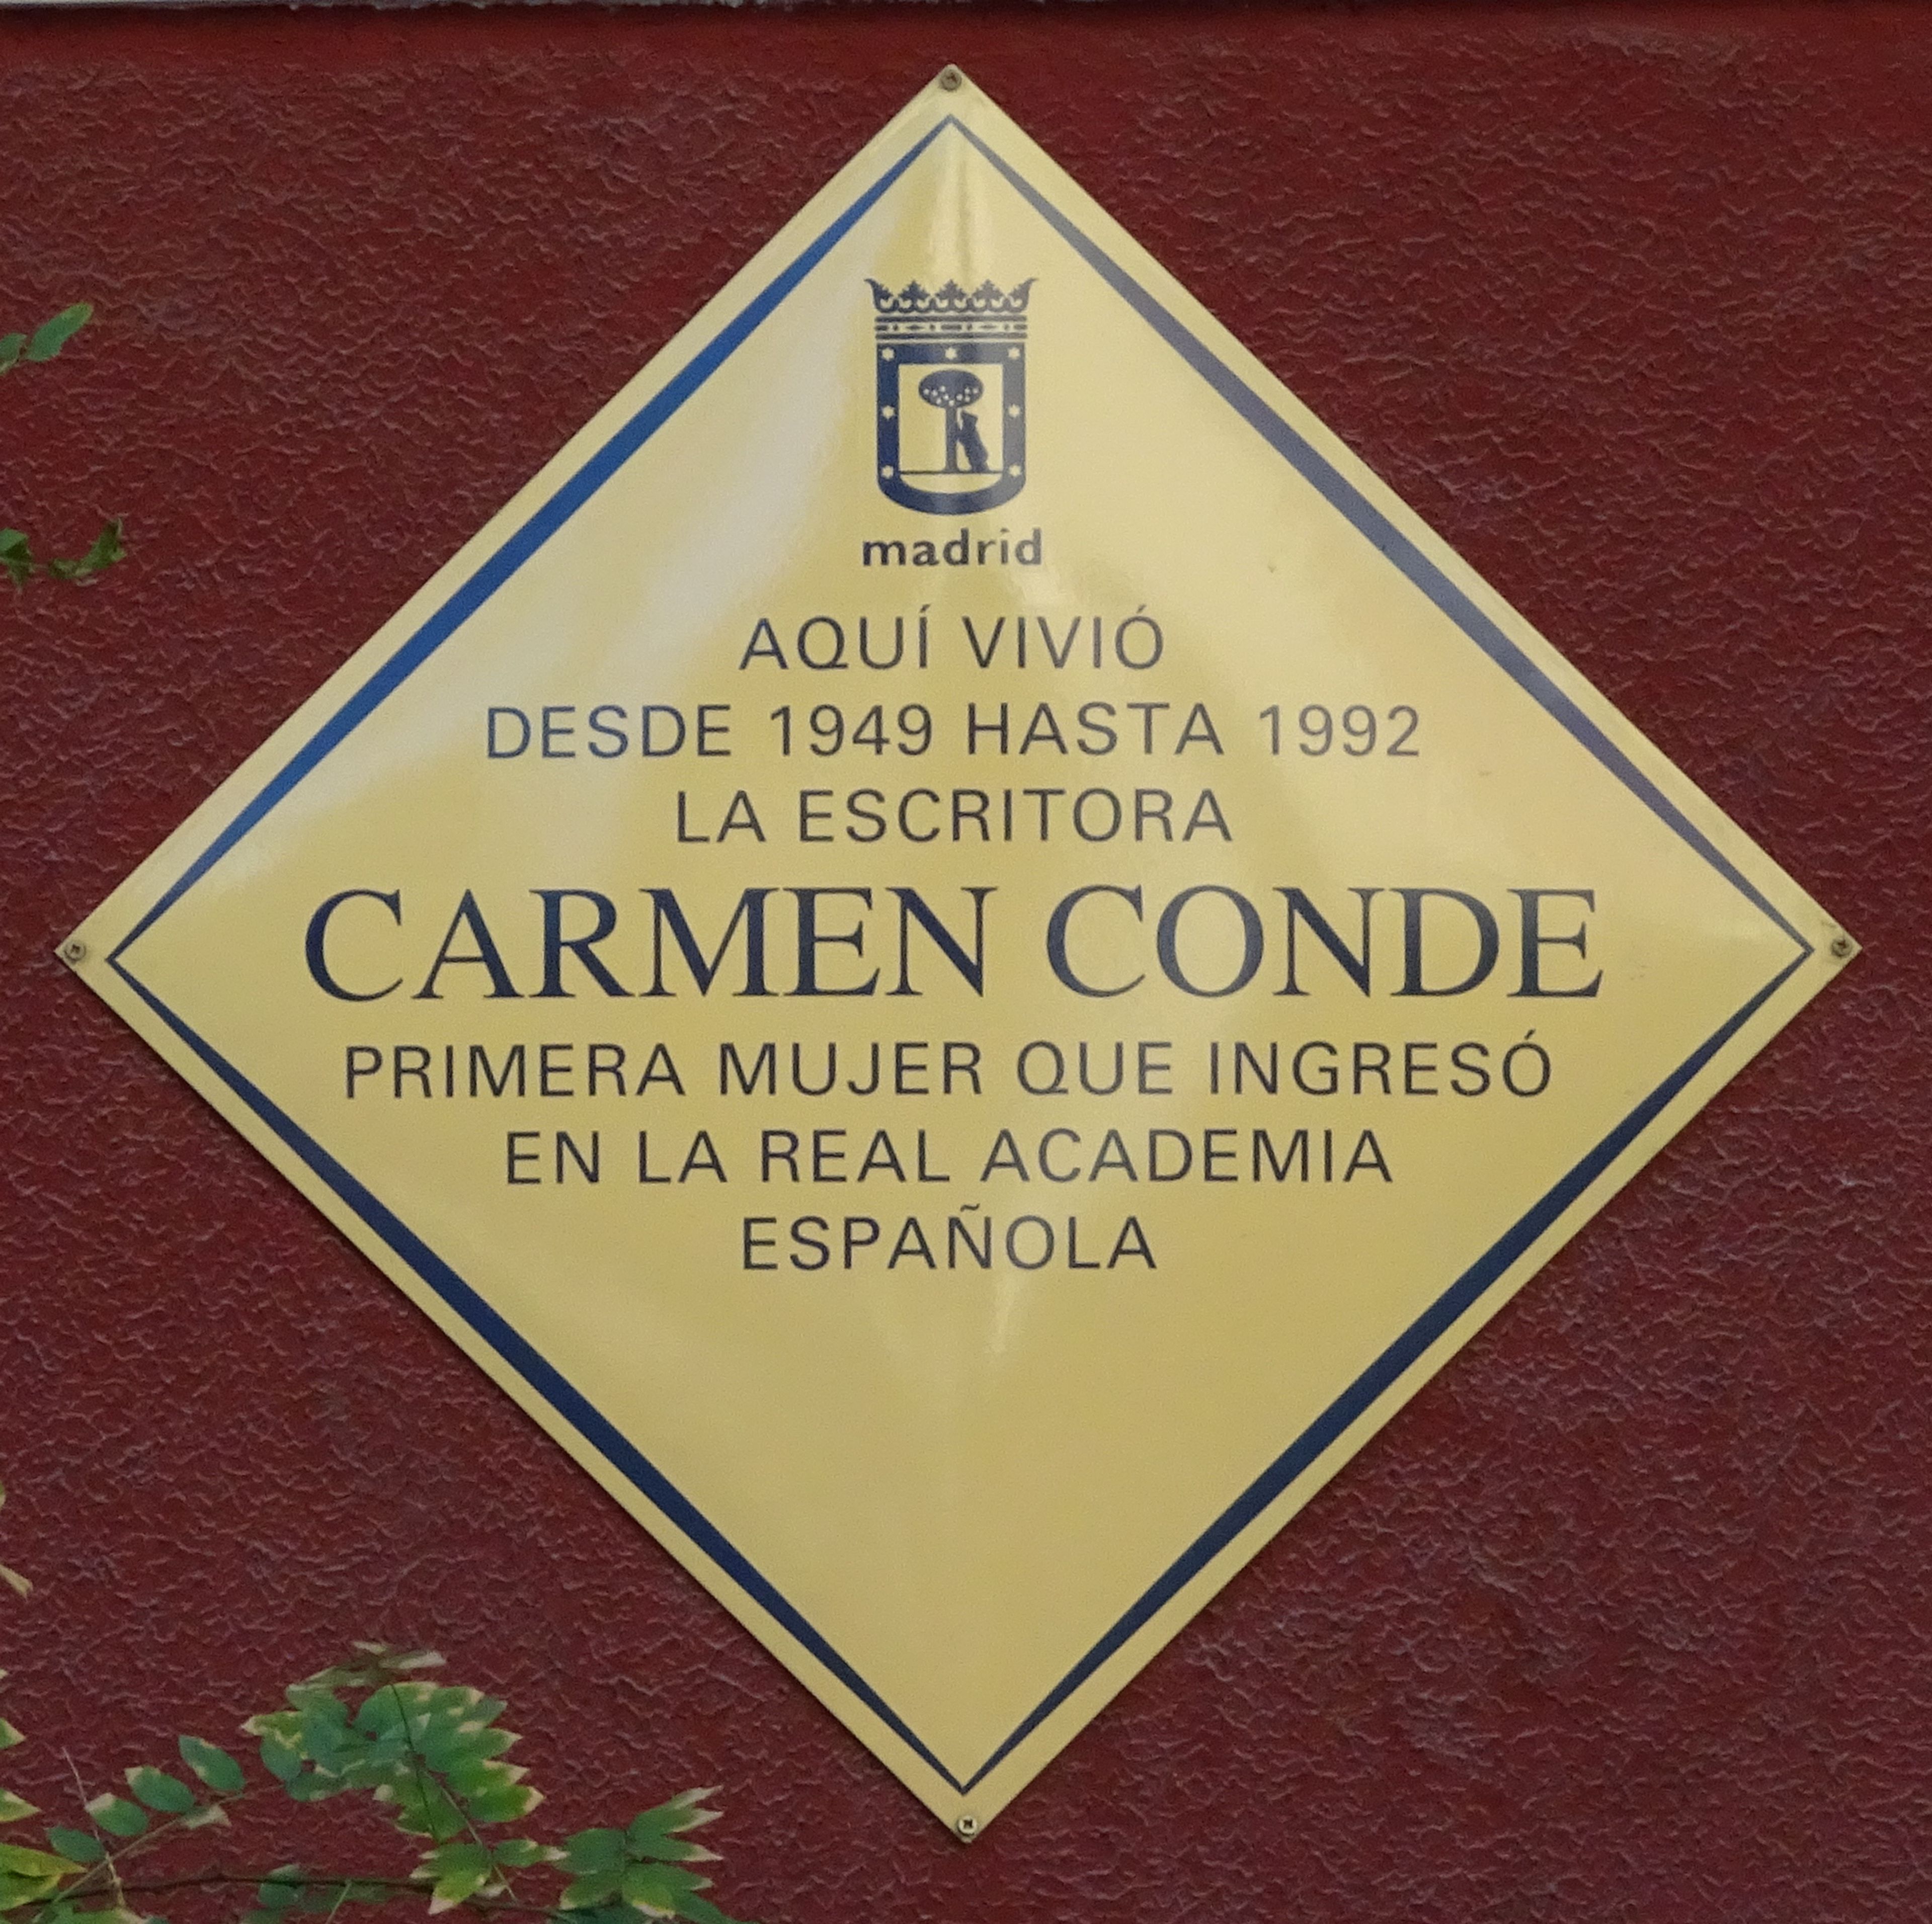 madrid
AQUÍ VIVIÓ
DESDE 1949 HASTA 1992
LA ESCRITORA
CARMEN CONDE
PRIMERA MUJER QUE INGRESÓ
EN LA REAL ACADEMIA
ESPAÑOLA